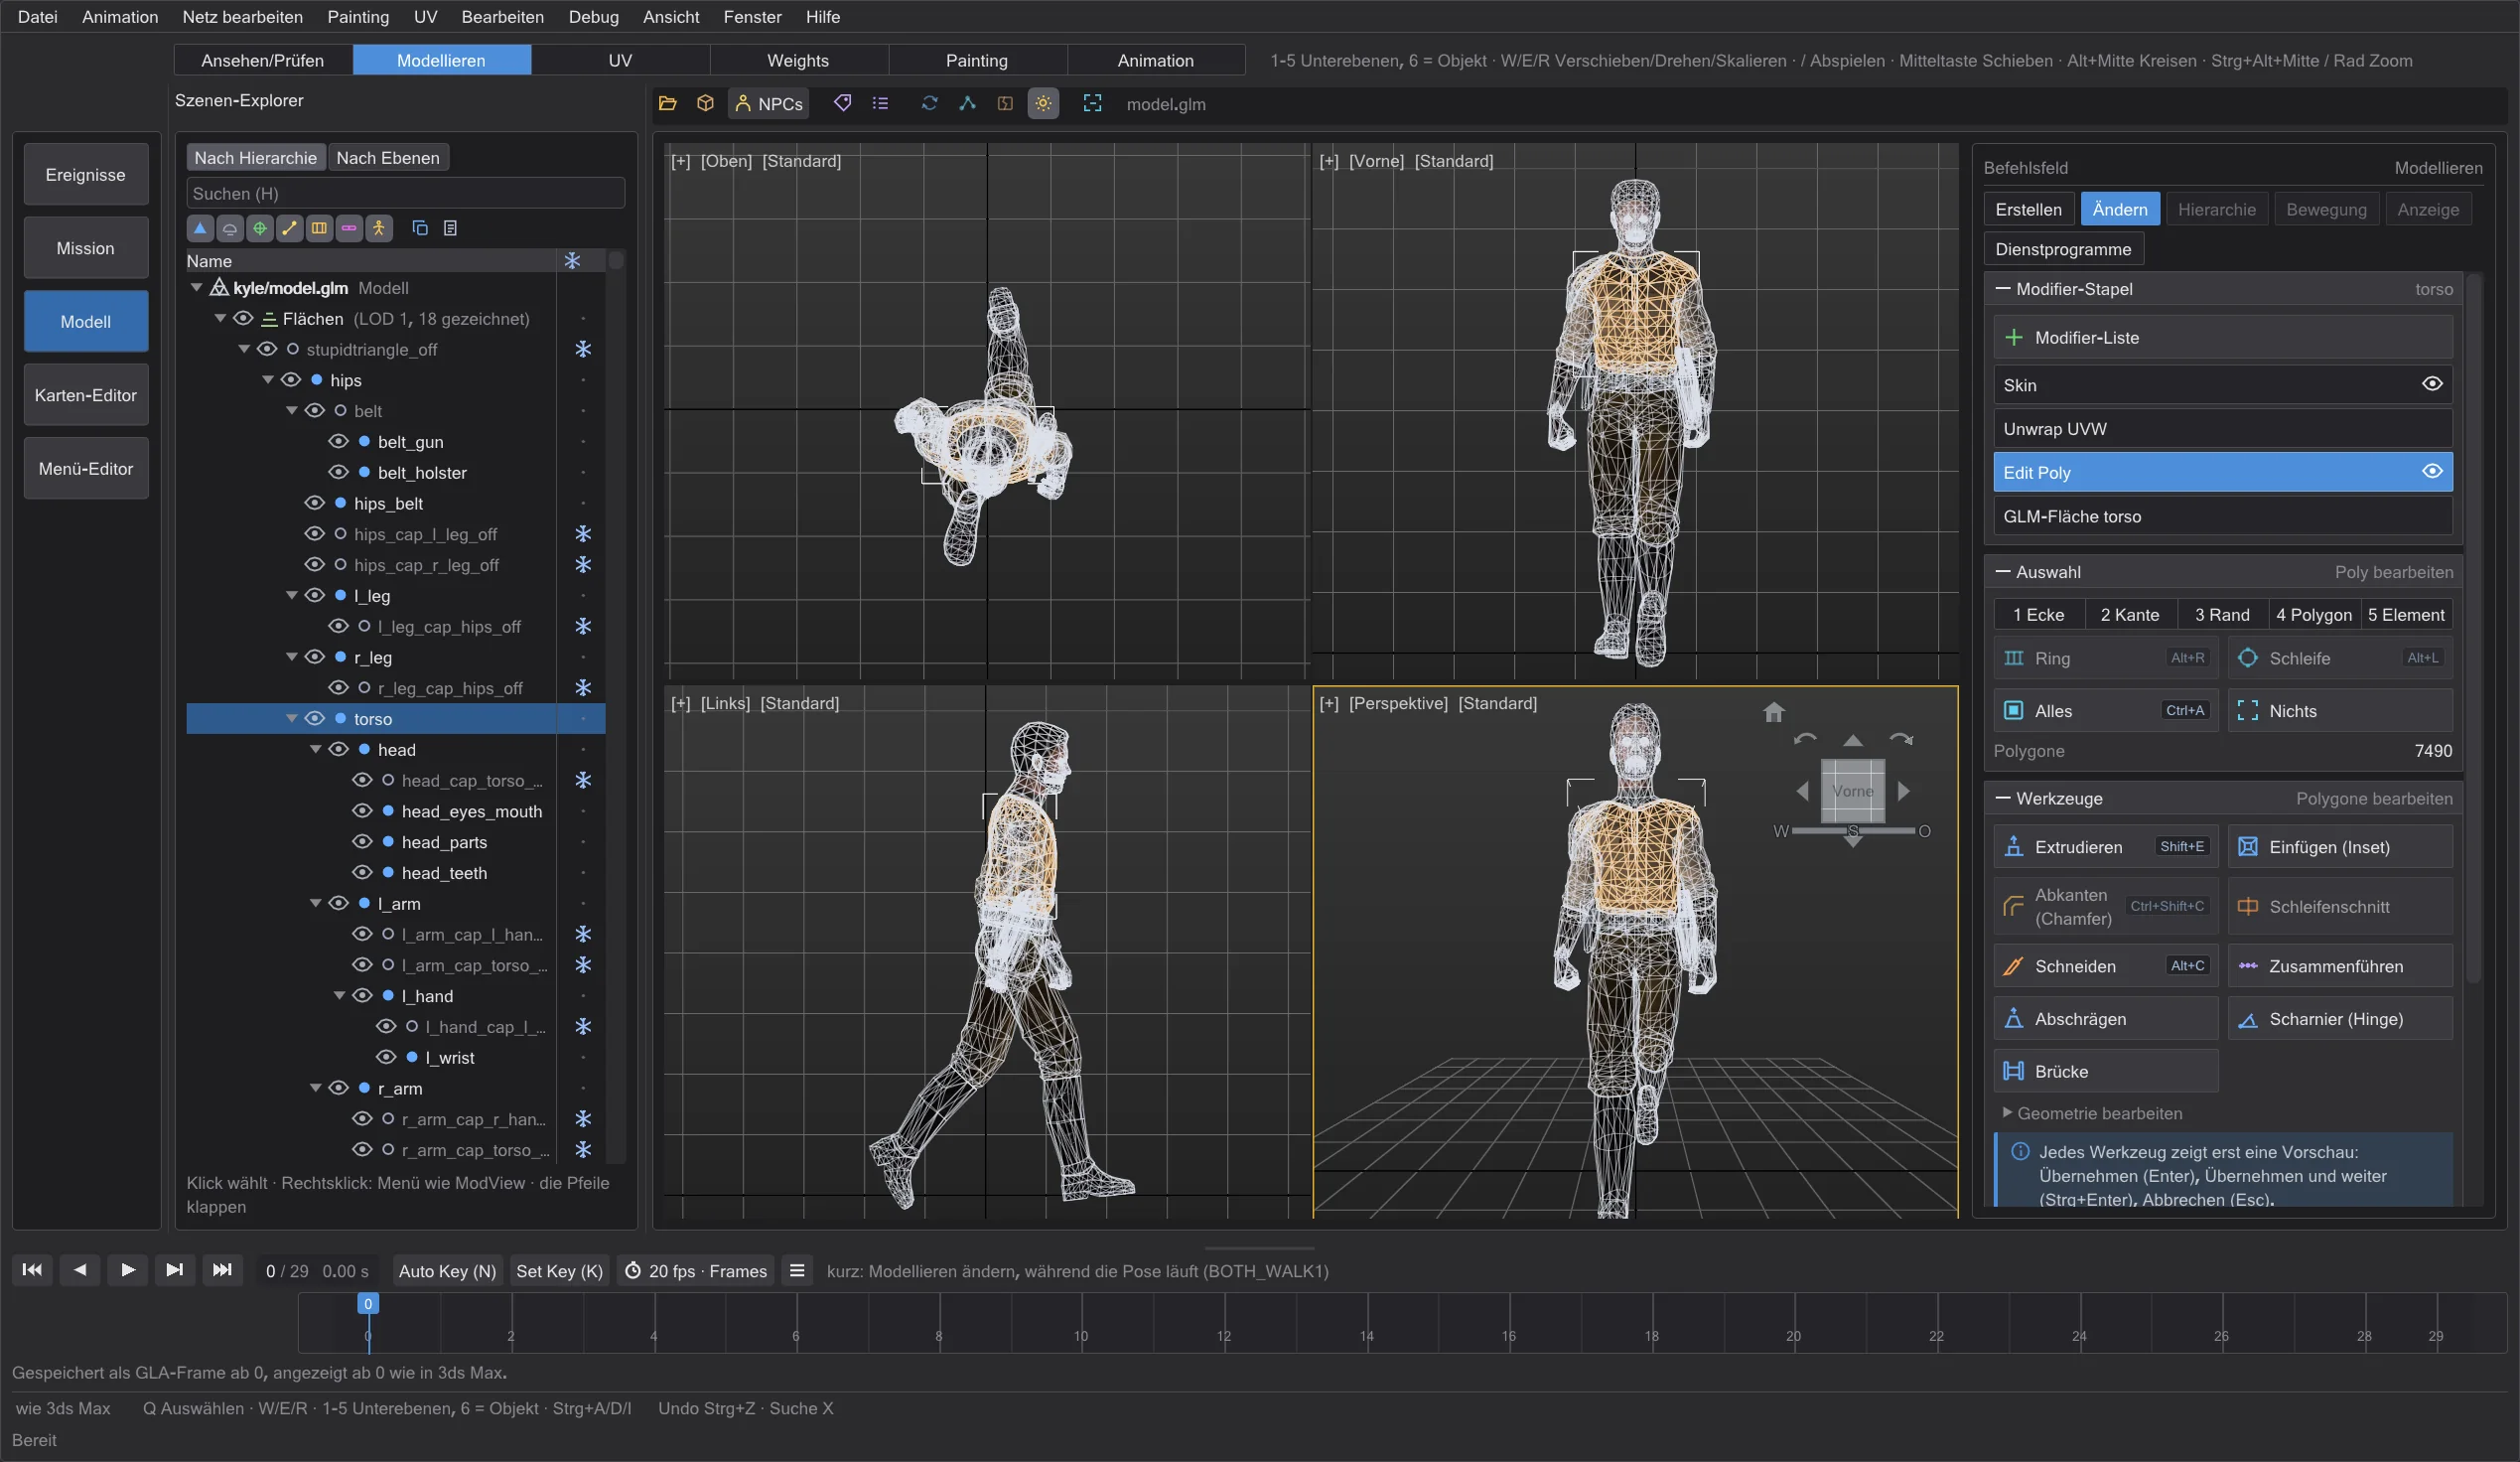 Datei Animation Netz bearbeiten Painting UV Bearbeiten Debug Ansicht Fenster Hilfe
Ansehen/Prüfen Modellieren UV Weights Painting Animation 1-5 Unterebenen, 6 = Objekt · W/E/R Verschieben/Drehen/Skalieren · / Abspielen · Mitteltaste Schieben · Alt+Mitte Kreisen · Strg+Alt+Mitte / Rad Zoom
Szenen-Explorer
NPCs model.glm
Ereignisse
Mission
Modell
Karten-Editor
Menü-Editor
Nach Hierarchie Nach Ebenen
Suchen (H)
Name
kyle/model.glm Modell
Flächen (LOD 1, 18 gezeichnet)
stupidtriangle_off
hips
belt
belt_gun
belt_holster
hips_belt
hips_cap_l_leg_off
hips_cap_r_leg_off
l_leg
l_leg_cap_hips_off
r_leg
r_leg_cap_hips_off
torso
head
head_cap_torso_...
head_eyes_mouth
head_parts
head_teeth
l_arm
l_arm_cap_l_han...
l_arm_cap_torso_...
l_hand
l_hand_cap_l_...
l_wrist
r_arm
r_arm_cap_r_han...
r_arm_cap_torso_...
Klick wählt · Rechtsklick: Menü wie ModView · die Pfeile
klappen
[+] [Oben] [Standard]
[+] [Vorne] [Standard]
[+] [Links] [Standard]
[+] [Perspektive] [Standard]
Vorne
W S O
Befehlsfeld Modellieren
Erstellen Ändern Hierarchie Bewegung Anzeige
Dienstprogramme
Modifier-Stapel torso
Modifier-Liste
Skin
Unwrap UVW
Edit Poly
GLM-Fläche torso
Auswahl Poly bearbeiten
1 Ecke 2 Kante 3 Rand 4 Polygon 5 Element
Ring Alt+R Schleife Alt+L
Alles Ctrl+A Nichts
Polygone 7490
Werkzeuge Polygone bearbeiten
Extrudieren Shift+E Einfügen (Inset)
Abkanten
(Chamfer) Ctrl+Shift+C Schleifenschnitt
Schneiden Alt+C Zusammenführen
Abschrägen Scharnier (Hinge)
Brücke
Geometrie bearbeiten
Jedes Werkzeug zeigt erst eine Vorschau:
Übernehmen (Enter), Übernehmen und weiter
(Strg+Enter), Abbrechen (Esc).
0 / 29 0.00 s Auto Key (N) Set Key (K) 20 fps · Frames kurz: Modellieren ändern, während die Pose läuft (BOTH_WALK1)
0
0 2 4 6 8 10 12 14 16 18 20 22 24 26 28 29
Gespeichert als GLA-Frame ab 0, angezeigt ab 0 wie in 3ds Max.
wie 3ds Max Q Auswählen · W/E/R · 1-5 Unterebenen, 6 = Objekt · Strg+A/D/I Undo Strg+Z · Suche X
Bereit